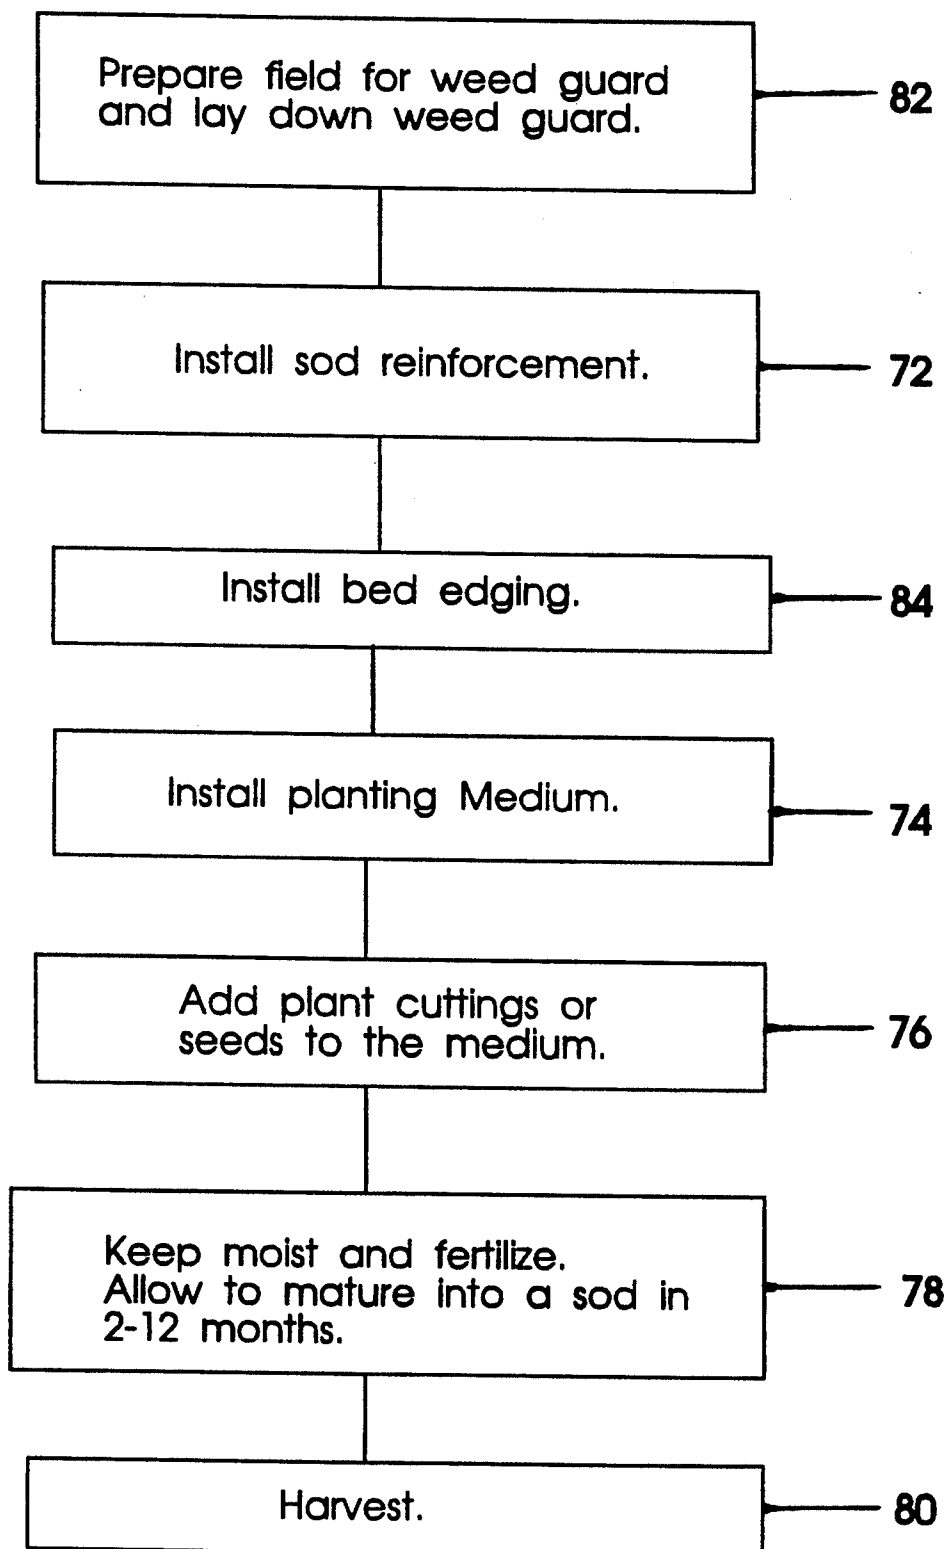 Prepare field for weed guard
and lay down weed guard.
82
Install sod reinforcement.
72
Install bed edging.
84
Install planting Medium.
74
Add plant cuttings or
seeds to the medium.
76
Keep moist and fertilize.
Allow to mature into a sod in
2-12 months.
78
Harvest.
80